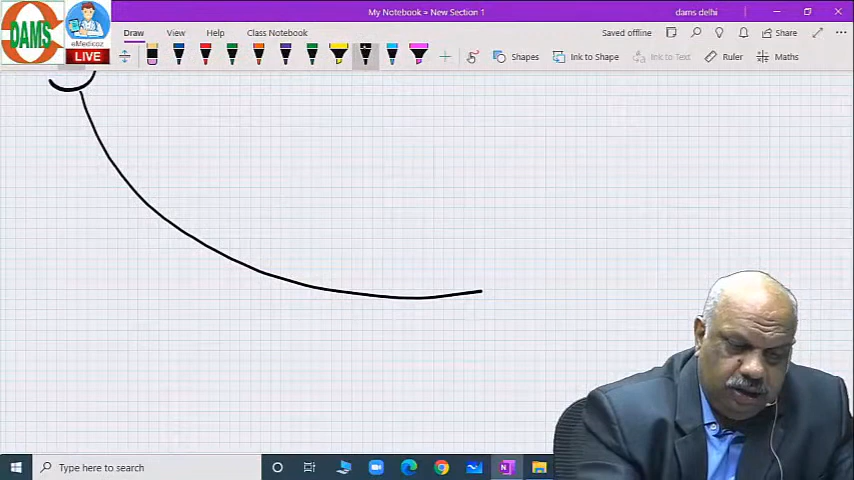 My Notebook » New Section 1
dams delhi
DAMS
eMedicoz
LIVE
Draw
View
Help
Class Notebook
Saved offline
Share
Shapes
Ink to Shape
Ink to Text
Ruler
Maths
Type here to search